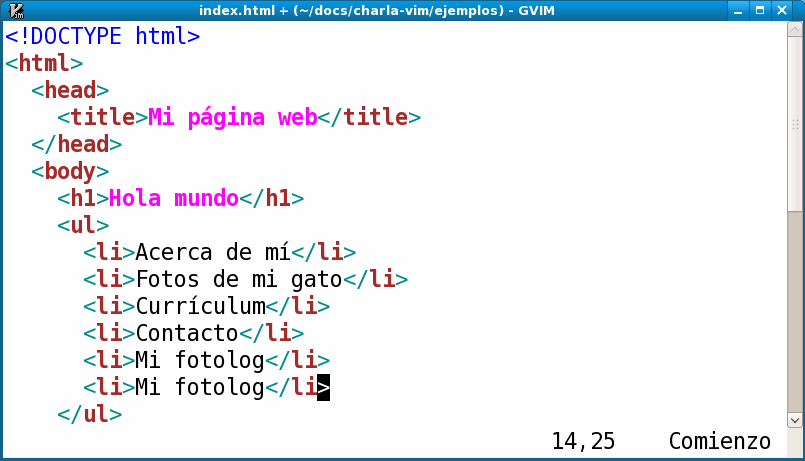 index.html + (~/docs/charla-vim/ejemplos) - GVIM
<!DOCTYPE html>
<html>
  <head>
    <title>Mi página web</title>
  </head>
  <body>
    <h1>Hola mundo</h1>
    <ul>
      <li>Acerca de mí</li>
      <li>Fotos de mi gato</li>
      <li>Currículum</li>
      <li>Contacto</li>
      <li>Mi fotolog</li>
      <li>Mi fotolog</li>
    </ul>
14,25 Comienzo